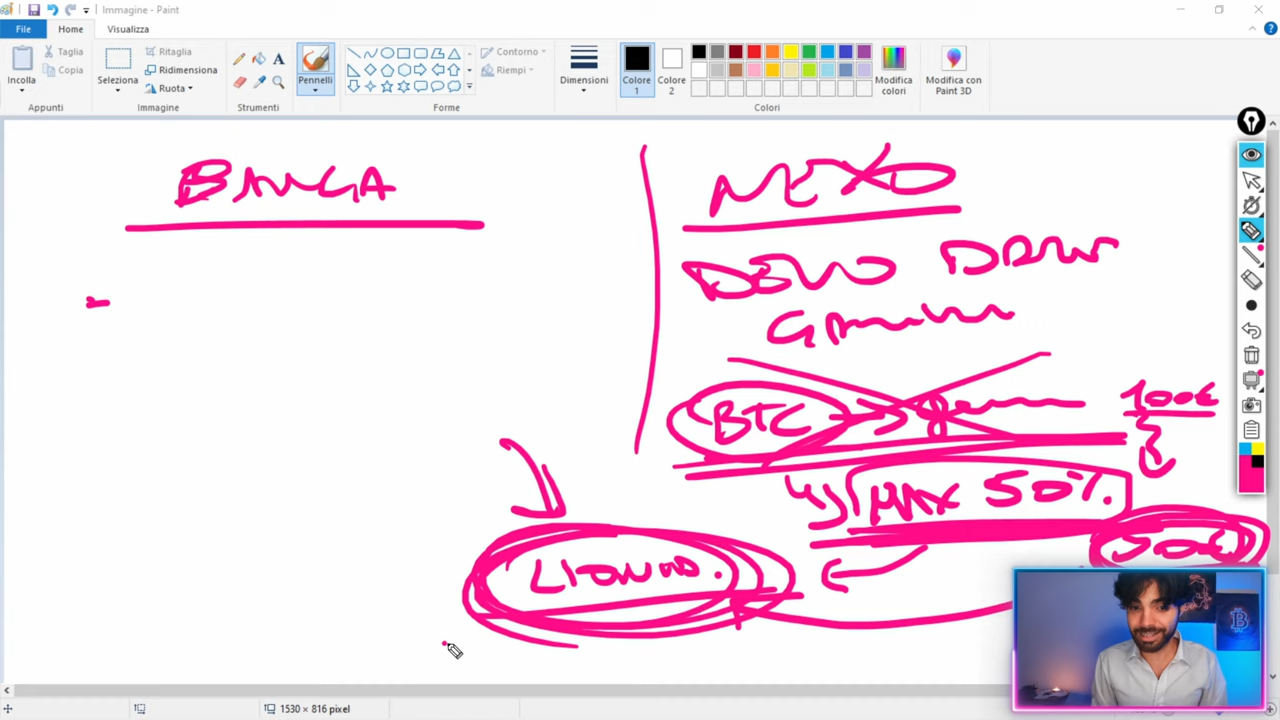 Immagine - Paint
File
Home
Visualizza
Incolla
Taglia
Copia
Appunti
Seleziona
Ritaglia
Ridimensiona
Ruota
Immagine
A
Strumenti
Pennelli
Contorno
Riempi
Forme
Dimensioni
Colore
1
Colore
2
Modifica
colori
Colori
Modifica con
Paint 3D
BANCA
NEXO
DEVO DARE
BTC
100€
MAX 50%.
50€
1530 × 816 pixel